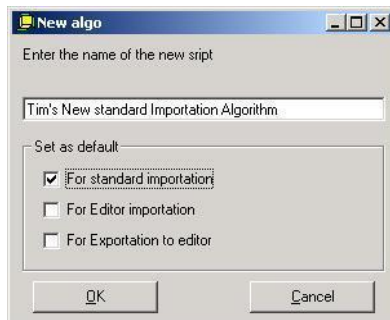 New algo
Enter the name of the new sript
Tim's New standard Importation Algorithm
Set as default
For standard importation
For Editor importation
For Exportation to editor
OK
Cancel